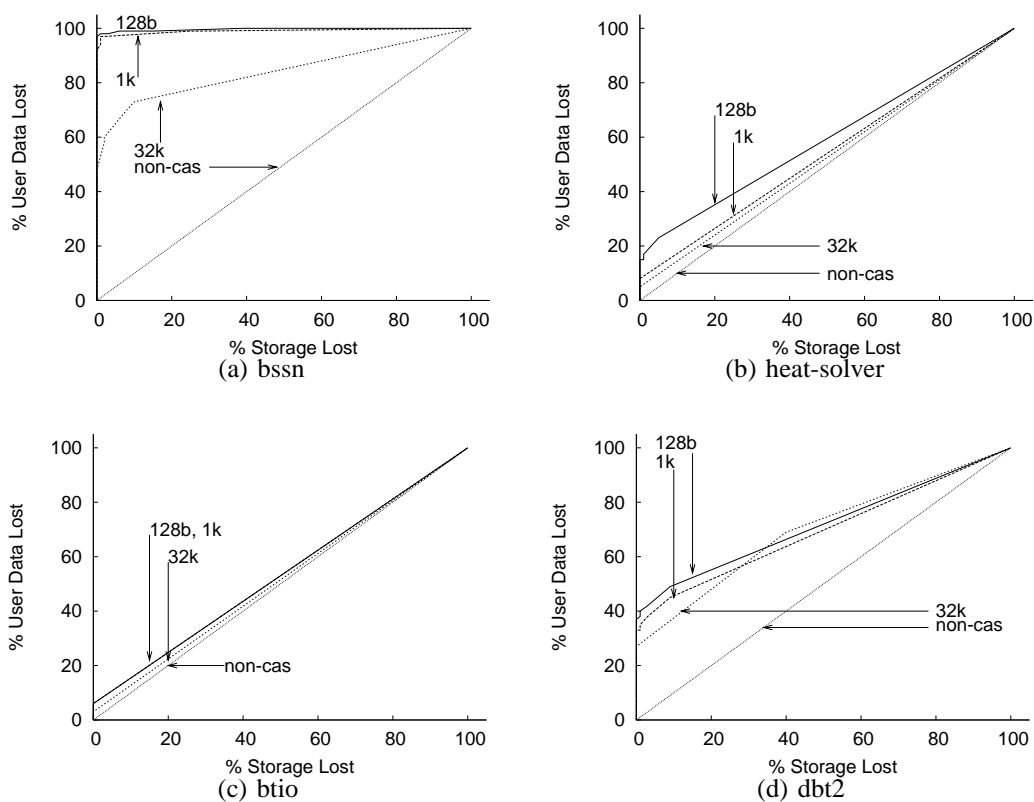 100
80
60
40
20
0
% User Data Lost
128b
1k
32k
non-cas
0 20 40 60 80 100
% Storage Lost
(a) bssn
100
80
60
40
20
0
% User Data Lost
128b
1k
32k
non-cas
0 20 40 60 80 100
% Storage Lost
(b) heat-solver
100
80
60
40
20
0
% User Data Lost
128b, 1k
32k
non-cas
0 20 40 60 80 100
% Storage Lost
(c) btio
100
80
60
40
20
0
% User Data Lost
128b
1k
32k
non-cas
0 20 40 60 80 100
% Storage Lost
(d) dbt2